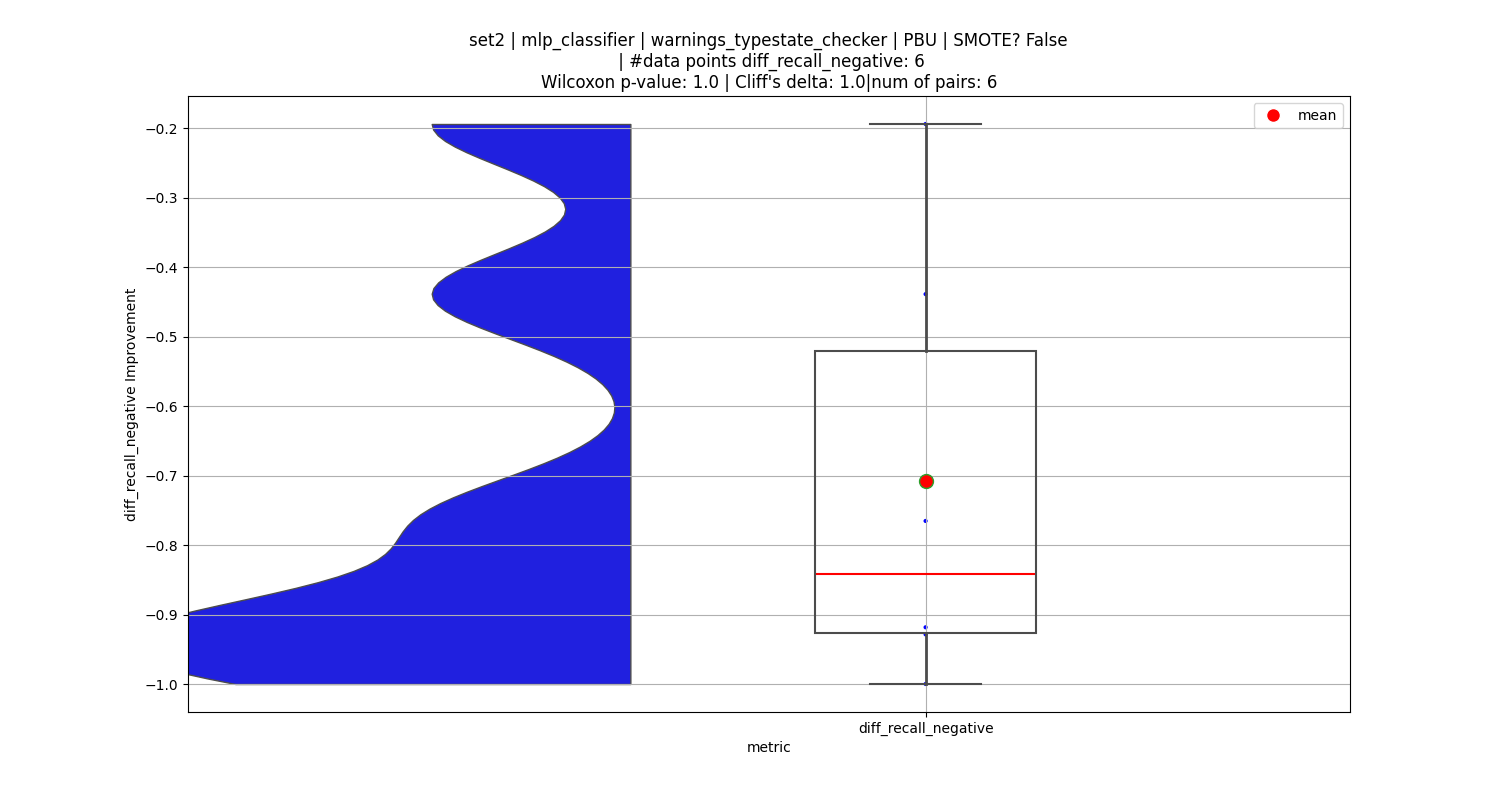 set2 | mlp_classifier | warnings_typestate_checker | PBU | SMOTE? False
| #data points diff_recall_negative: 6
Wilcoxon p-value: 1.0 | Cliff's delta: 1.0|num of pairs: 6
mean
−0.2
−0.3
−0.4
−0.5
−0.6
−0.7
−0.8
−0.9
−1.0
diff_recall_negative Improvement
diff_recall_negative
metric